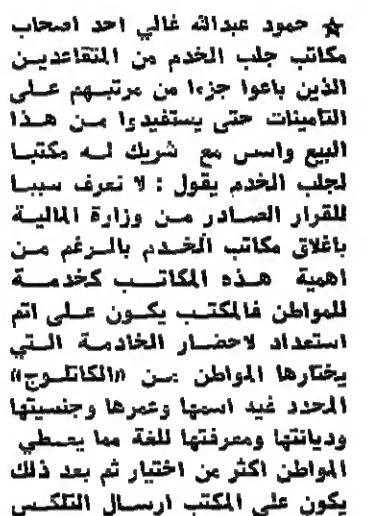 ★ حمود عبدالله غالي احد اصحاب
مكاتب جلب الخدم من المتقاعدين
الذين باعوا جزءا من مرتبهم على
التأمينات حتى يستفيدوا من هذا
البيع واسس مع شريك له مكتبا
لجلب الخدم يقول : لا تعرف سببا
للقرار الصادر من وزارة المالية
باغلاق مكاتب الخدم بالرغم من
اهمية هذه المكاتب كخدمة
للمواطن فالمكتب يكون على اتم
استعداد لاحضار الخادمة التي
يختارها المواطن من «الكاتلوج»
المحدد فيه اسمها وعمرها وجنسيتها
وديانتها ومعرفتها للغة مما يعطي
المواطن اكثر من اختيار ثم بعد ذلك
يكون على المكتب ارسال التلكس